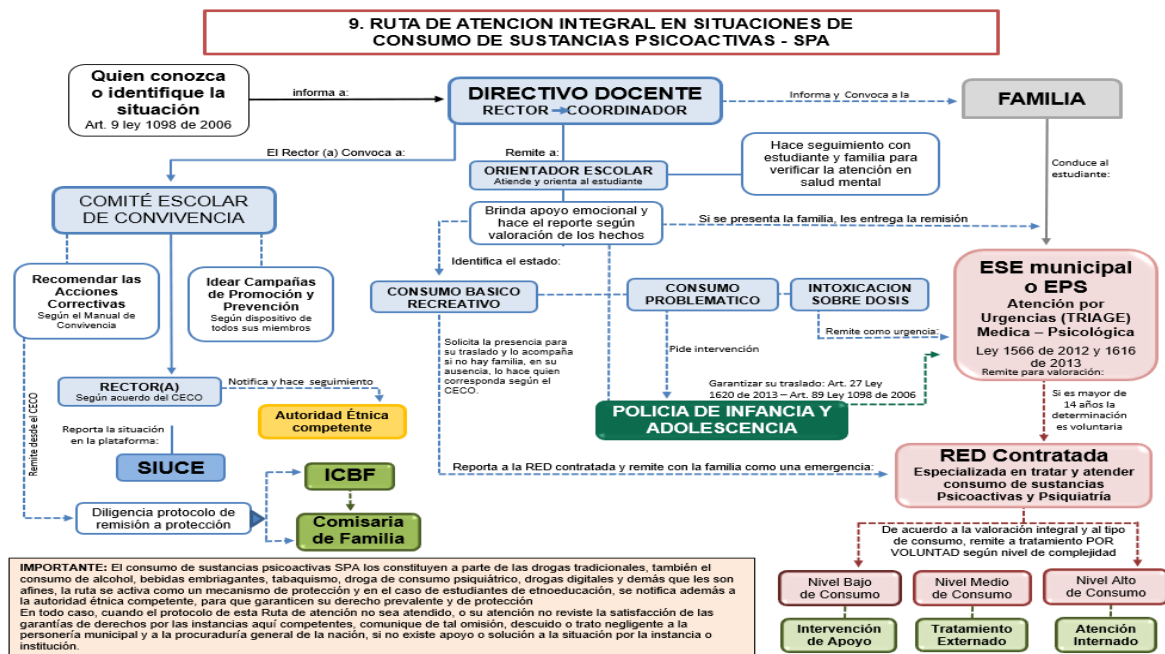 9. RUTA DE ATENCION INTEGRAL EN SITUACIONES DE
CONSUMO DE SUSTANCIAS PSICOACTIVAS - SPA
Quien conozca
o identifique la
situación
Art. 9 ley 1098 de 2006
informa a:
DIRECTIVO DOCENTE
RECTOR COORDINADOR
Informa y Convoca a la
FAMILIA
El Rector (a) Convoca a:
Remite a:
ORIENTADOR ESCOLAR
Atiende y orienta al estudiante
Hace seguimiento con
estudiante y familia para
verificar la atención en
salud mental
Conduce al
estudiante:
COMITÉ ESCOLAR
DE CONVIVENCIA
Brinda apoyo emocional y
hace el reporte según
valoración de los hechos
Si se presenta la familia, les entrega la remisión
Identifica el estado:
Recomendar las
Acciones
Correctivas
Según el Manual de
Convivencia
Idear Campañas
de Promoción y
Prevención
Según dispositivo de
todos sus miembros
CONSUMO BASICO
RECREATIVO
CONSUMO
PROBLEMATICO
INTOXICACION
SOBRE DOSIS
ESE municipal
o EPS
Atención por
Urgencias (TRIAGE)
Medica – Psicológica
Ley 1566 de 2012 y 1616
de 2013
Remite para valoración:
Remite como urgencia:
Solicita la presencia para
su traslado y lo acompaña
si no hay familia, en su
ausencia, lo hace quien
corresponda según el
CECO.
Pide intervención
Garantizar su traslado: Art. 27 Ley
1620 de 2013 – Art. 89 Ley 1098 de 2006
POLICIA DE INFANCIA Y
ADOLESCENCIA
RECTOR(A)
Según acuerdo del CECO
Notifica y hace seguimiento
Autoridad Étnica
competente
Si es mayor de
14 años la
determinación
es voluntaria
Remite desde el CECO
Reporta la situación
en la plataforma:
SIUCE
ICBF
Reporta a la RED contratada y remite con la familia como una emergencia:
RED Contratada
Especializada en tratar y atender
consumo de sustancias
Psicoactivas y Psiquiatría
Diligencia protocolo de
remisión a protección
Comisaria
de Familia
De acuerdo a la valoración integral y al tipo
de consumo, remite a tratamiento POR
VOLUNTAD según nivel de complejidad
IMPORTANTE: El consumo de sustancias psicoactivas SPA los constituyen a parte de las drogas tradicionales, también el
consumo de alcohol, bebidas embriagantes, tabaquismo, droga de consumo psiquiátrico, drogas digitales y demás que les son
afines, la ruta se activa como un mecanismo de protección y en el caso de estudiantes de etnoeducación, se notifica además a
la autoridad étnica competente, para que garanticen su derecho prevalente y de protección
En todo caso, cuando el protocolo de esta Ruta de atención no sea atendido, o su atención no reviste la satisfacción de las
garantías de derechos por las instancias aquí competentes, comunique de tal omisión, descuido o trato negligente a la
personería municipal y a la procuraduría general de la nación, si no existe apoyo o solución a la situación por la instancia o
institución.
Nivel Bajo
de Consumo
Nivel Medio
de Consumo
Nivel Alto
de Consumo
Intervención
de Apoyo
Tratamiento
Externado
Atención
Internado